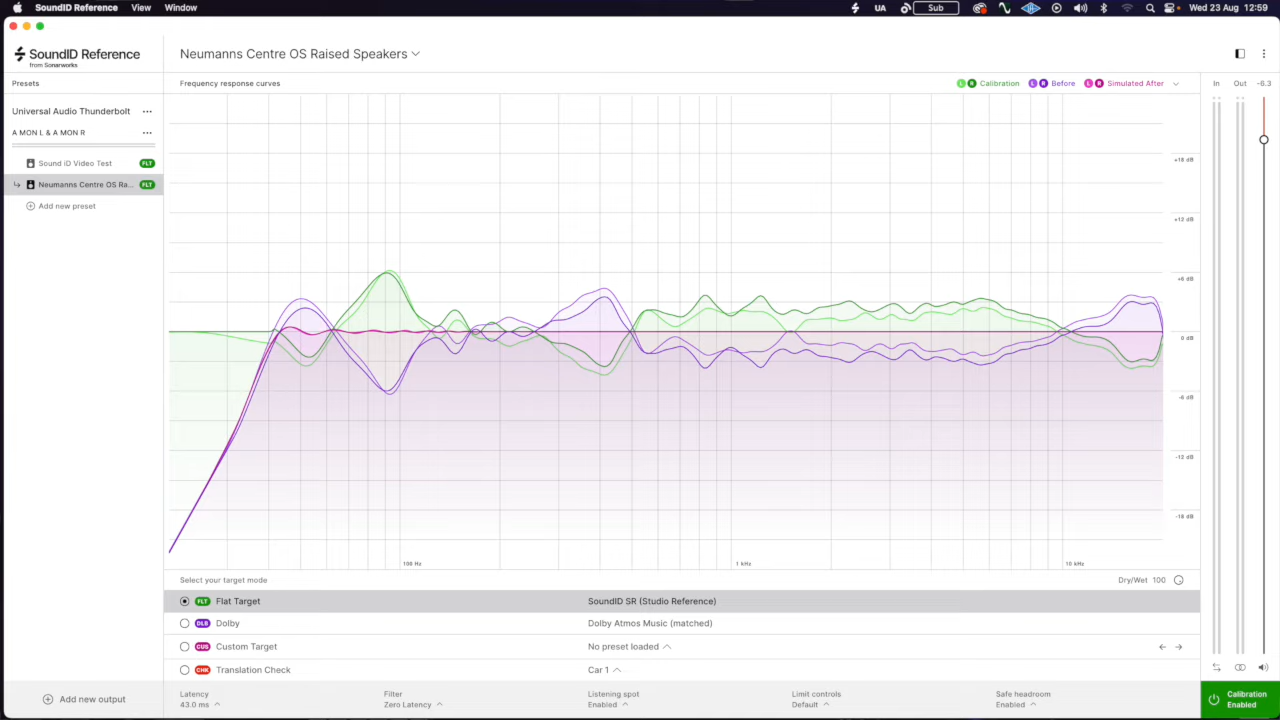 SoundID Reference View Window
UA Sub Wed 23 Aug 12:59
SoundID Reference
from Sonarworks
Neumanns Centre OS Raised Speakers
Presets
Frequency response curves
L R Calibration L R Before L R Simulated After
In Out -6.3
Universal Audio Thunderbolt
A MON L & A MON R
Sound iD Video Test FLT
Neumanns Centre OS Ra... FLT
Add new preset
+18 dB
+12 dB
+6 dB
0 dB
-6 dB
-12 dB
-18 dB
100 Hz 1 kHz 10 kHz
Select your target mode
Dry/Wet 100
FLT Flat Target SoundID SR (Studio Reference)
DLB Dolby Dolby Atmos Music (matched)
CUS Custom Target No preset loaded
CHK Translation Check Car 1
Add new output
Latency
43.0 ms
Filter
Zero Latency
Listening spot
Enabled
Limit controls
Default
Safe headroom
Enabled
Calibration
Enabled